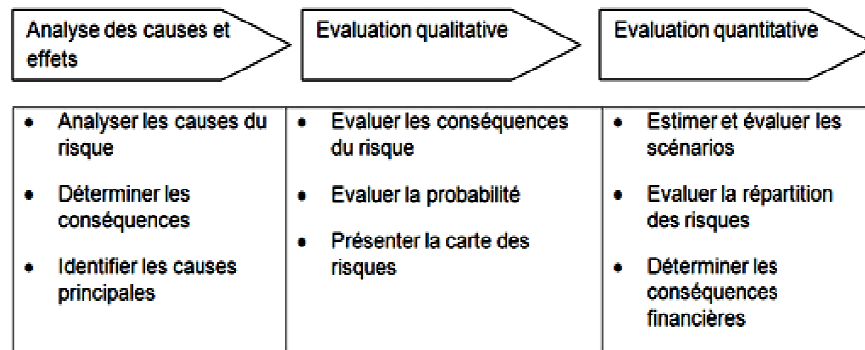 Analyse des causes et
effets
Evaluation qualitative
Evaluation quantitative
• Analyser les causes du
risque
• Déterminer les
conséquences
• Identifier les causes
principales
• Evaluer les conséquences
du risque
• Evaluer la probabilité
• Présenter la carte des
risques
• Estimer et évaluer les
scénarios
• Evaluer la répartition
des risques
• Déterminer les
conséquences
financières